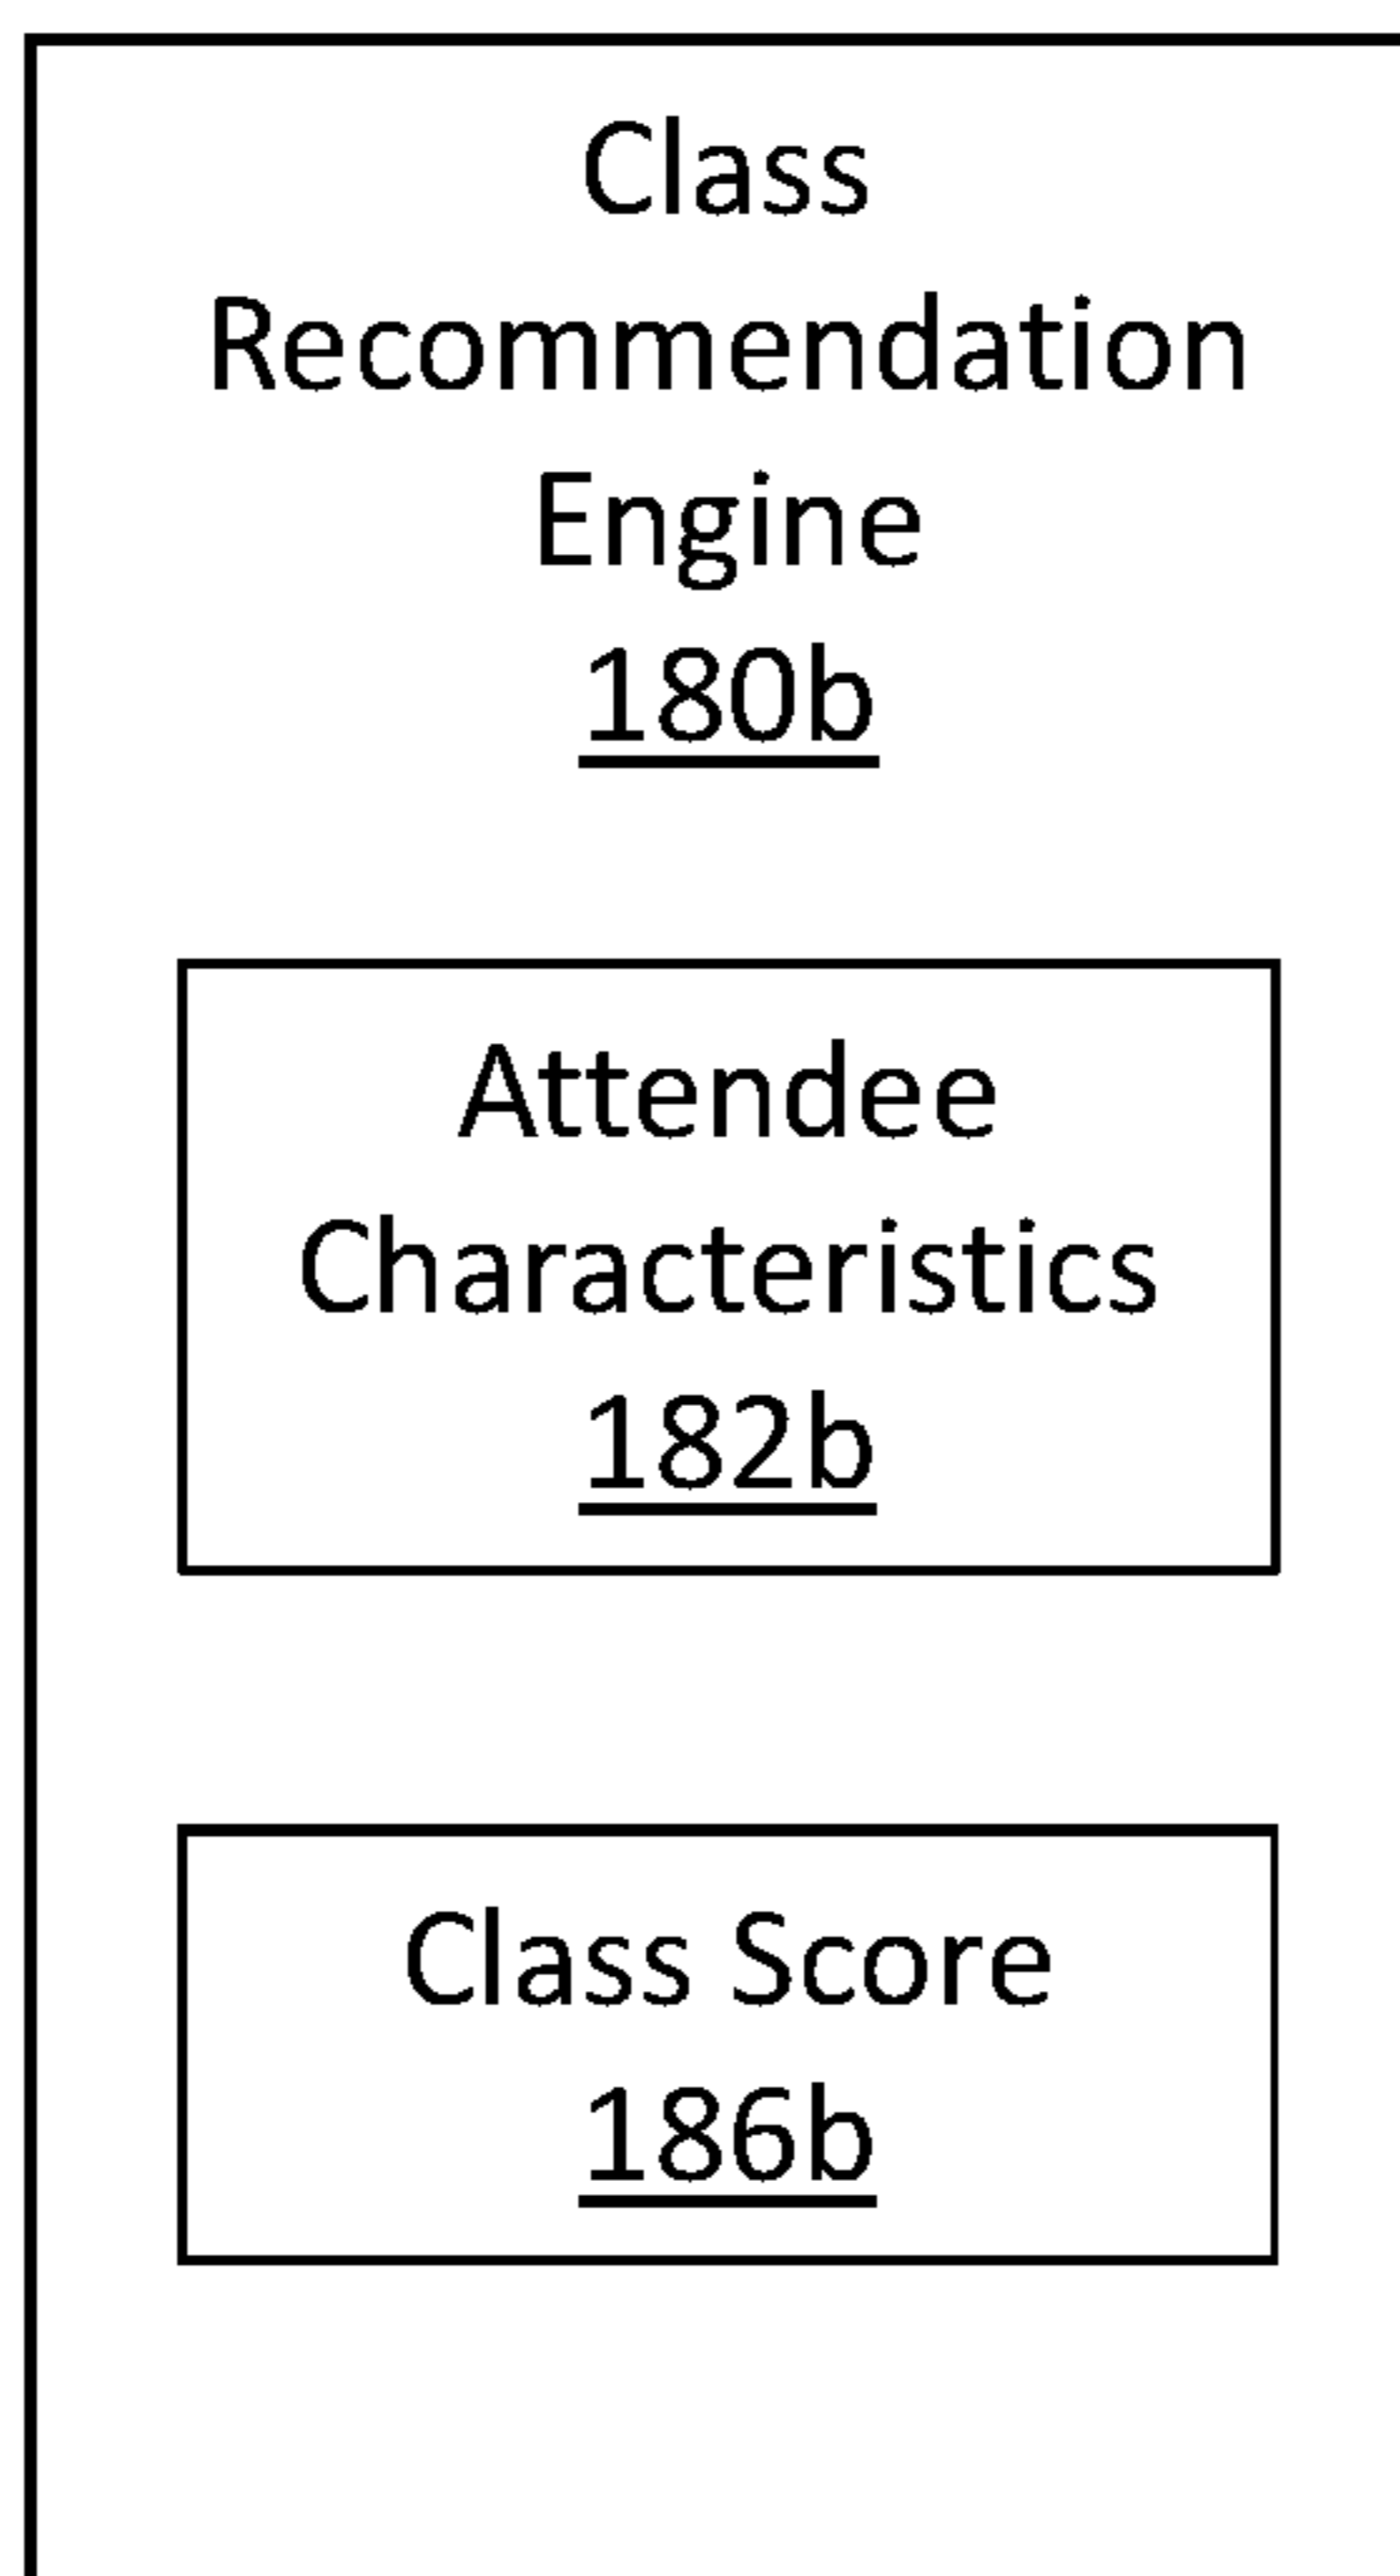 Class
Recommendation
Engine
180b
Attendee
Characteristics
182b
Class Score
186b